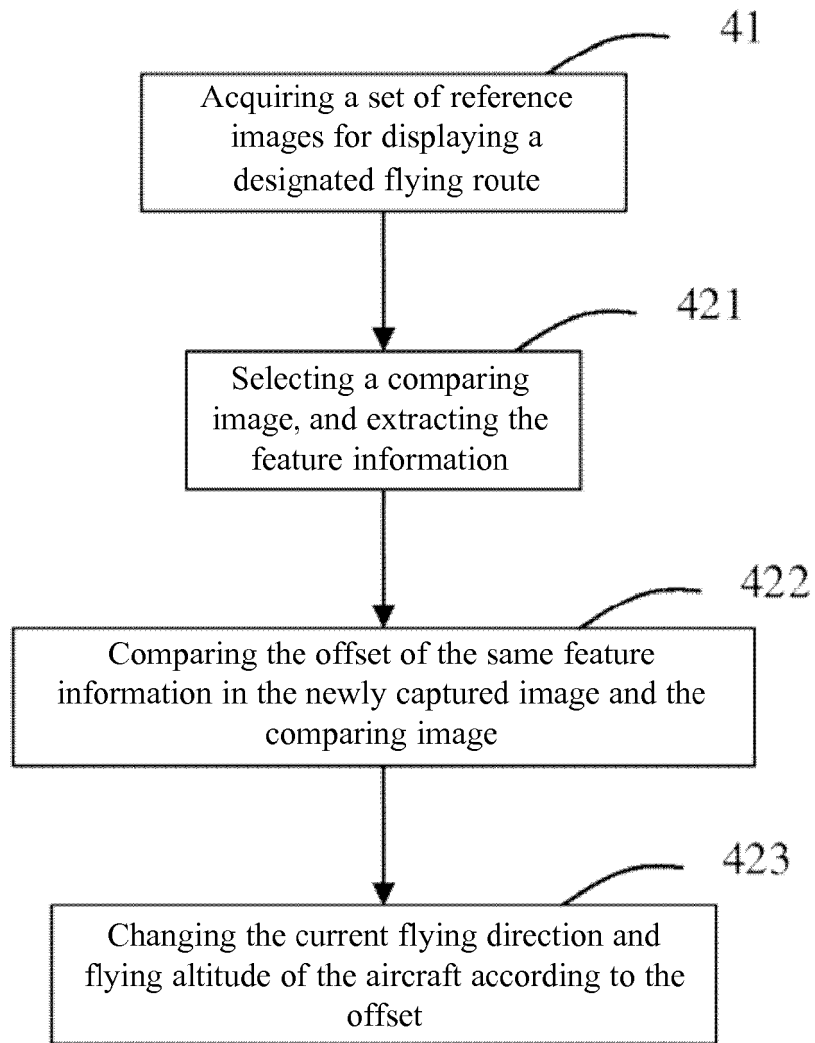 41
Acquiring a set of reference
images for displaying a
designated flying route
421
Selecting a comparing
image, and extracting the
feature information
422
Comparing the offset of the same feature
information in the newly captured image and the
comparing image
423
Changing the current flying direction and
flying altitude of the aircraft according to the
offset